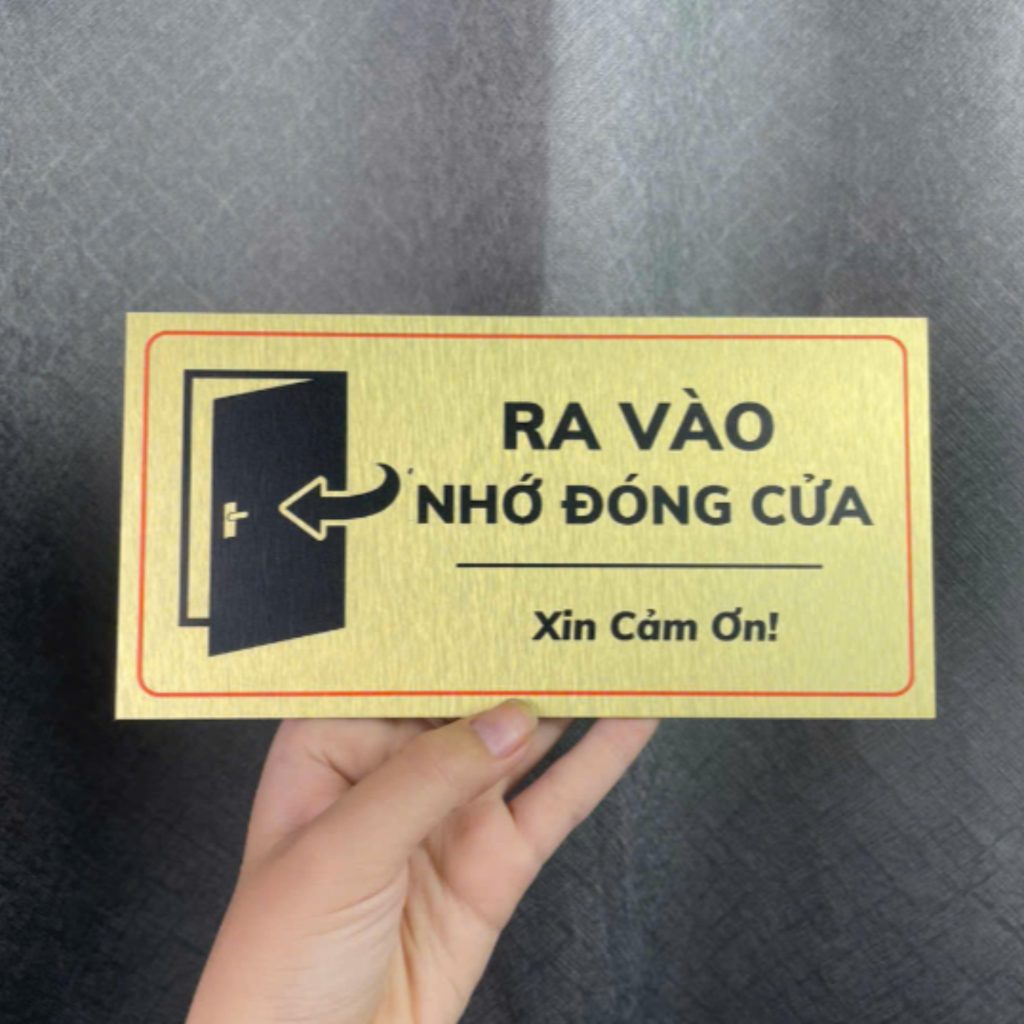 RA VÀO
NHỚ ĐÓNG CỬA
Xin Cảm Ơn!